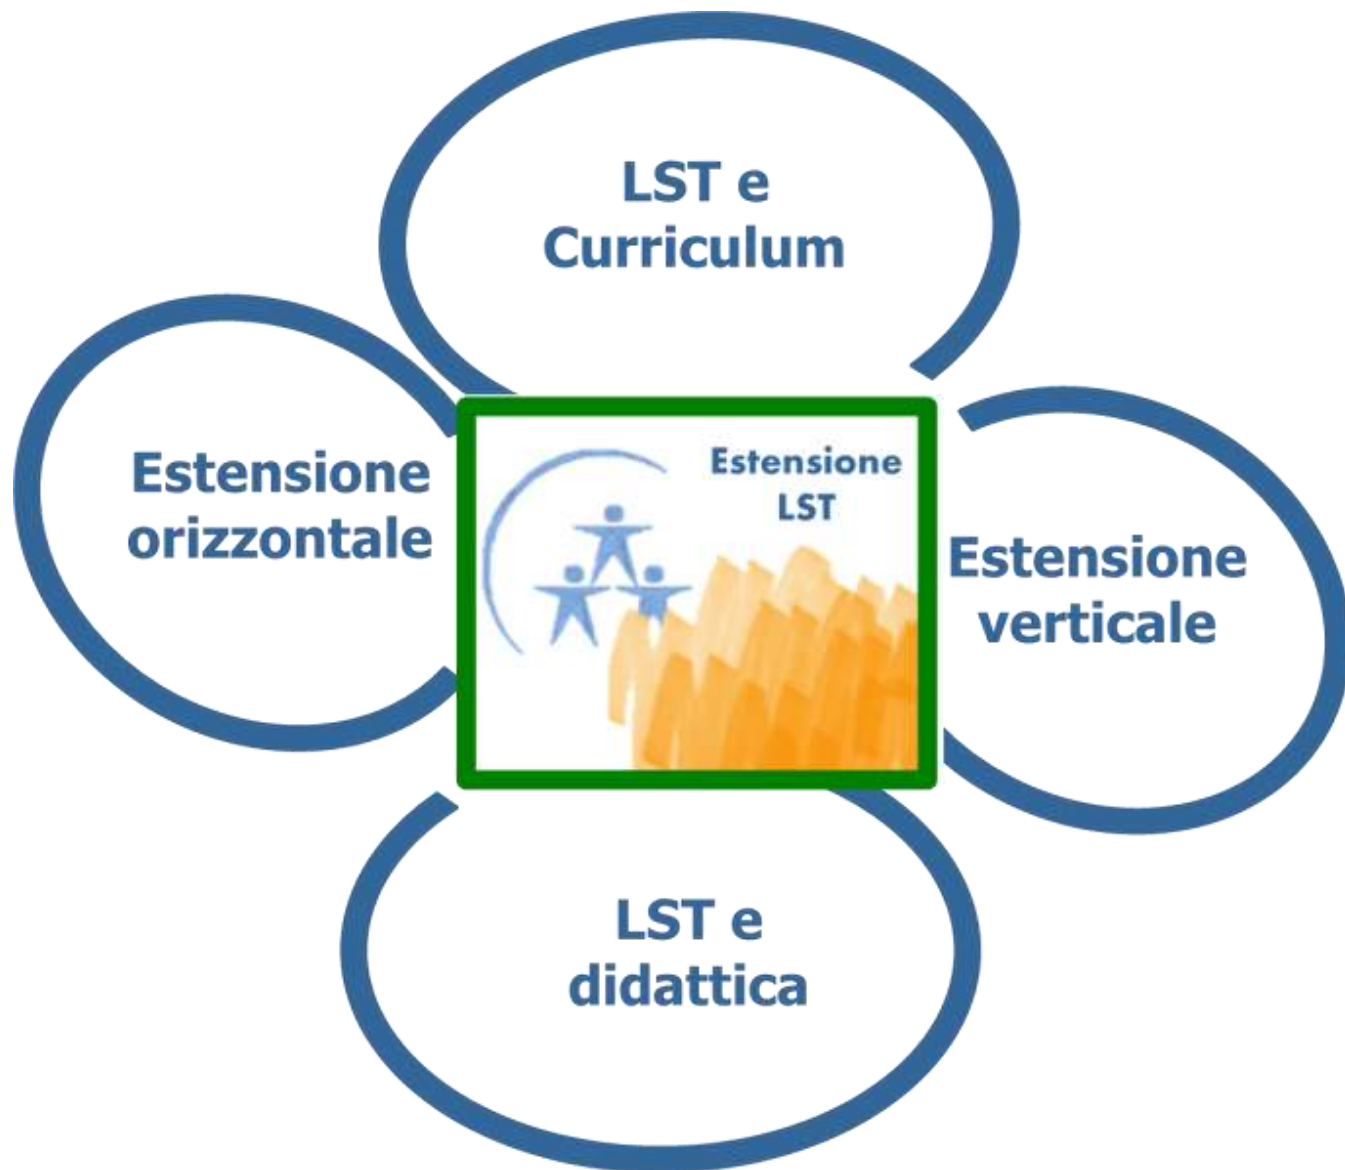 LST e
Curriculum
Estensione
orizzontale
Estensione
LST
Estensione
verticale
LST e
didattica